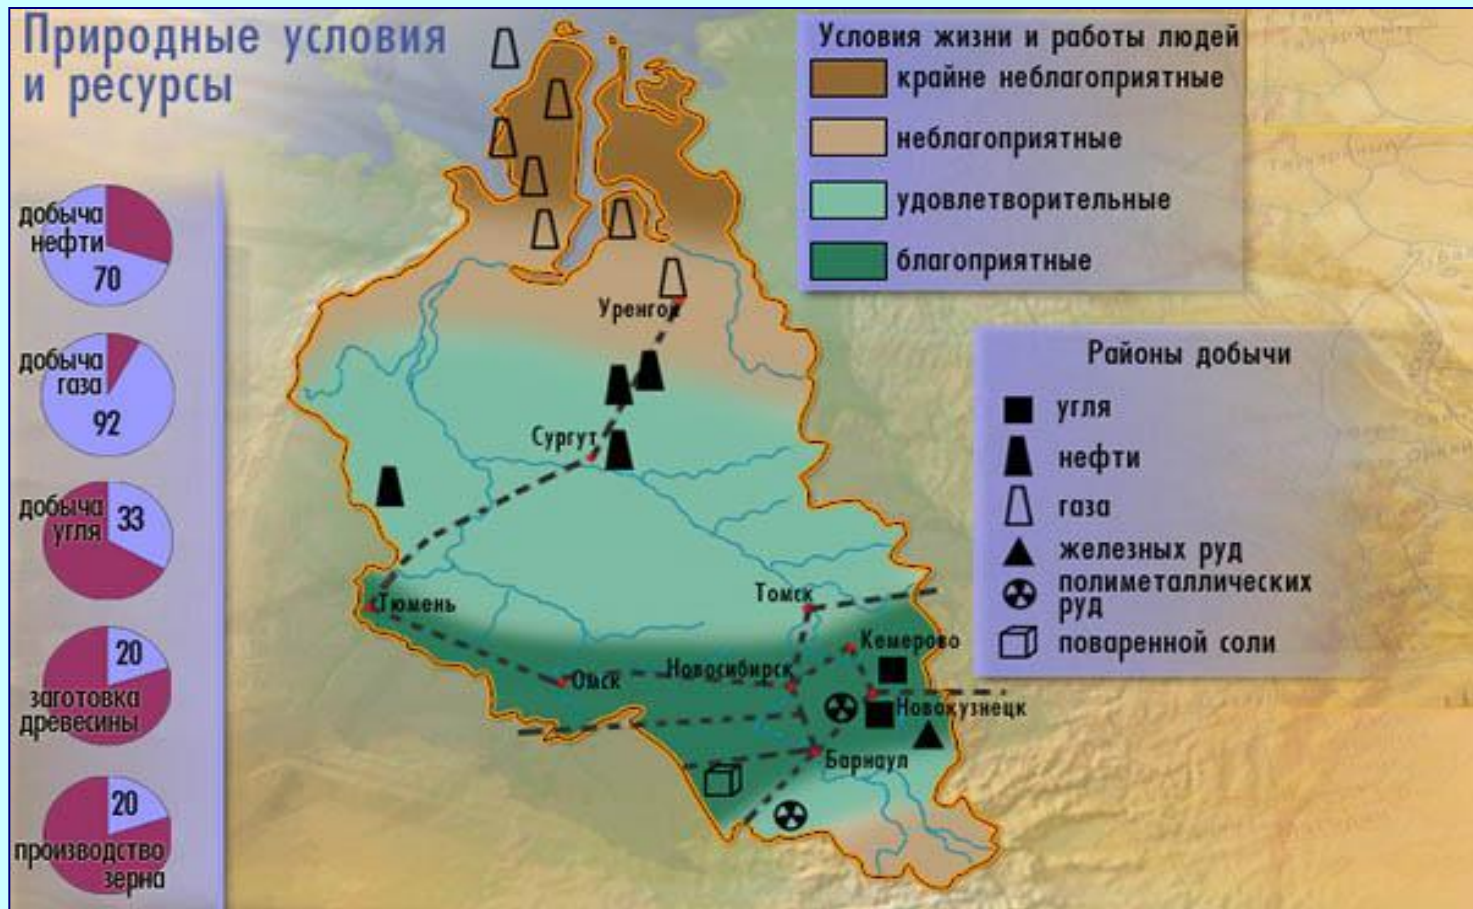 Природные условия
и ресурсы
добыча
нефти
70
добыча
газа
92
добыча
угля
33
20
заготовка
древесины
20
производство
зерна
Условия жизни и работы людей
крайне неблагоприятные
неблагоприятные
удовлетворительные
благоприятные
Районы добычи
угля
нефти
газа
железных руд
полиметаллических
руд
поваренной соли
Уренгой
Сургут
Тюмень
Томск
Кемерово
Омск
Новосибирск
Новокузнецк
Барнаул